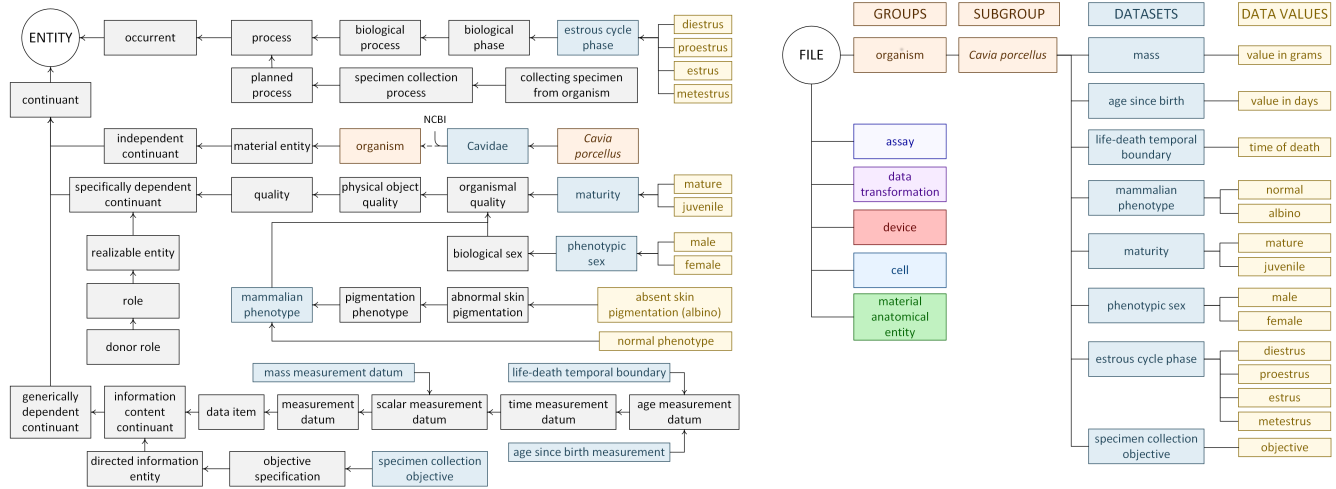 ENTITY
occurrent
process
biological
process
biological
phase
estrous cycle
phase
diestrus
proestrus
estrus
metestrus
planned
process
specimen collection
process
collecting specimen
from organism
continuant
NCBI
independent
continuant
material entity
organism
Cavidae
Cavia
porcellus
specifically dependent
continuant
quality
physical object
quality
organismal
quality
maturity
mature
juvenile
realizable entity
biological sex
phenotypic
sex
male
female
role
mammalian
phenotype
pigmentation
phenotype
abnormal skin
pigmentation
absent skin
pigmentation (albino)
normal phenotype
donor role
mass measurement datum
life-death temporal boundary
generically
dependent
continuant
information
content
continuant
data item
measurement
datum
scalar measurement
datum
time measurement
datum
age measurement
datum
age since birth measurement
directed information
entity
objective
specification
specimen collection
objective
GROUPS
SUBGROUP
DATASETS
DATA VALUES
FILE
organism
Cavia porcellus
mass
value in grams
age since birth
value in days
assay
life-death temporal
boundary
time of death
data
transformation
mammalian
phenotype
normal
albino
device
maturity
mature
juvenile
cell
phenotypic sex
male
female
material
anatomical
entity
estrous cycle phase
diestrus
proestrus
estrus
metestrus
specimen collection
objective
objective